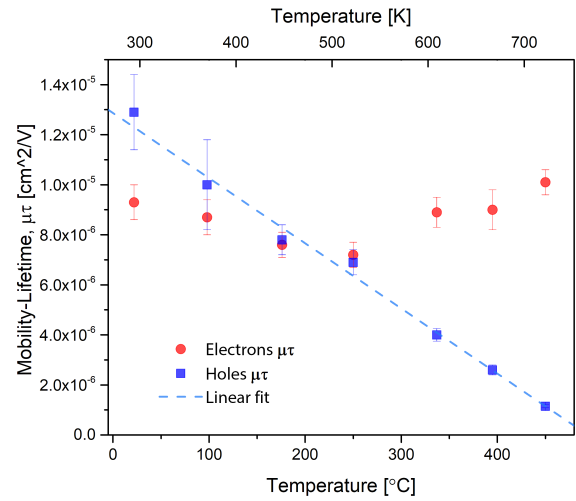 Temperature [K]
300 400 500 600 700
1.4x10⁻⁵
1.2x10⁻⁵
1.0x10⁻⁵
8.0x10⁻⁶
6.0x10⁻⁶
4.0x10⁻⁶
2.0x10⁻⁶
0.0
Mobility-Lifetime, μτ [cm^2/V]
Electrons μτ
Holes μτ
Linear fit
0 100 200 300 400
Temperature [°C]